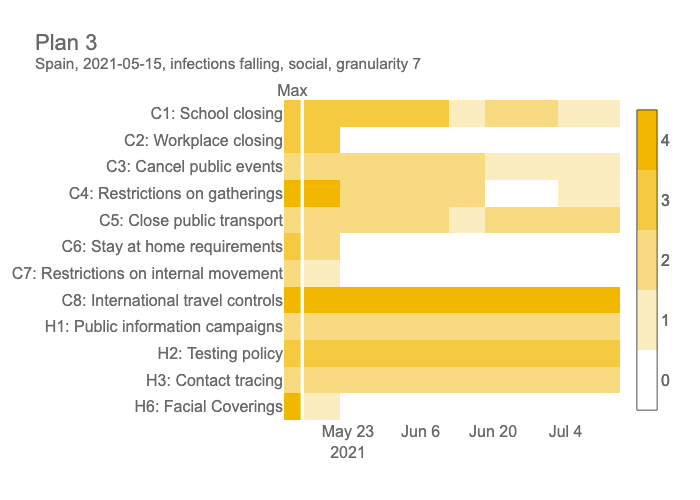 Plan 3
Spain, 2021-05-15, infections falling, social, granularity 7
Max
C1: School closing
C2: Workplace closing
C3: Cancel public events
C4: Restrictions on gatherings
C5: Close public transport
C6: Stay at home requirements
C7: Restrictions on internal movement
C8: International travel controls
H1: Public information campaigns
H2: Testing policy
H3: Contact tracing
H6: Facial Coverings
4
3
2
1
0
May 23 Jun 6 Jun 20 Jul 4
2021